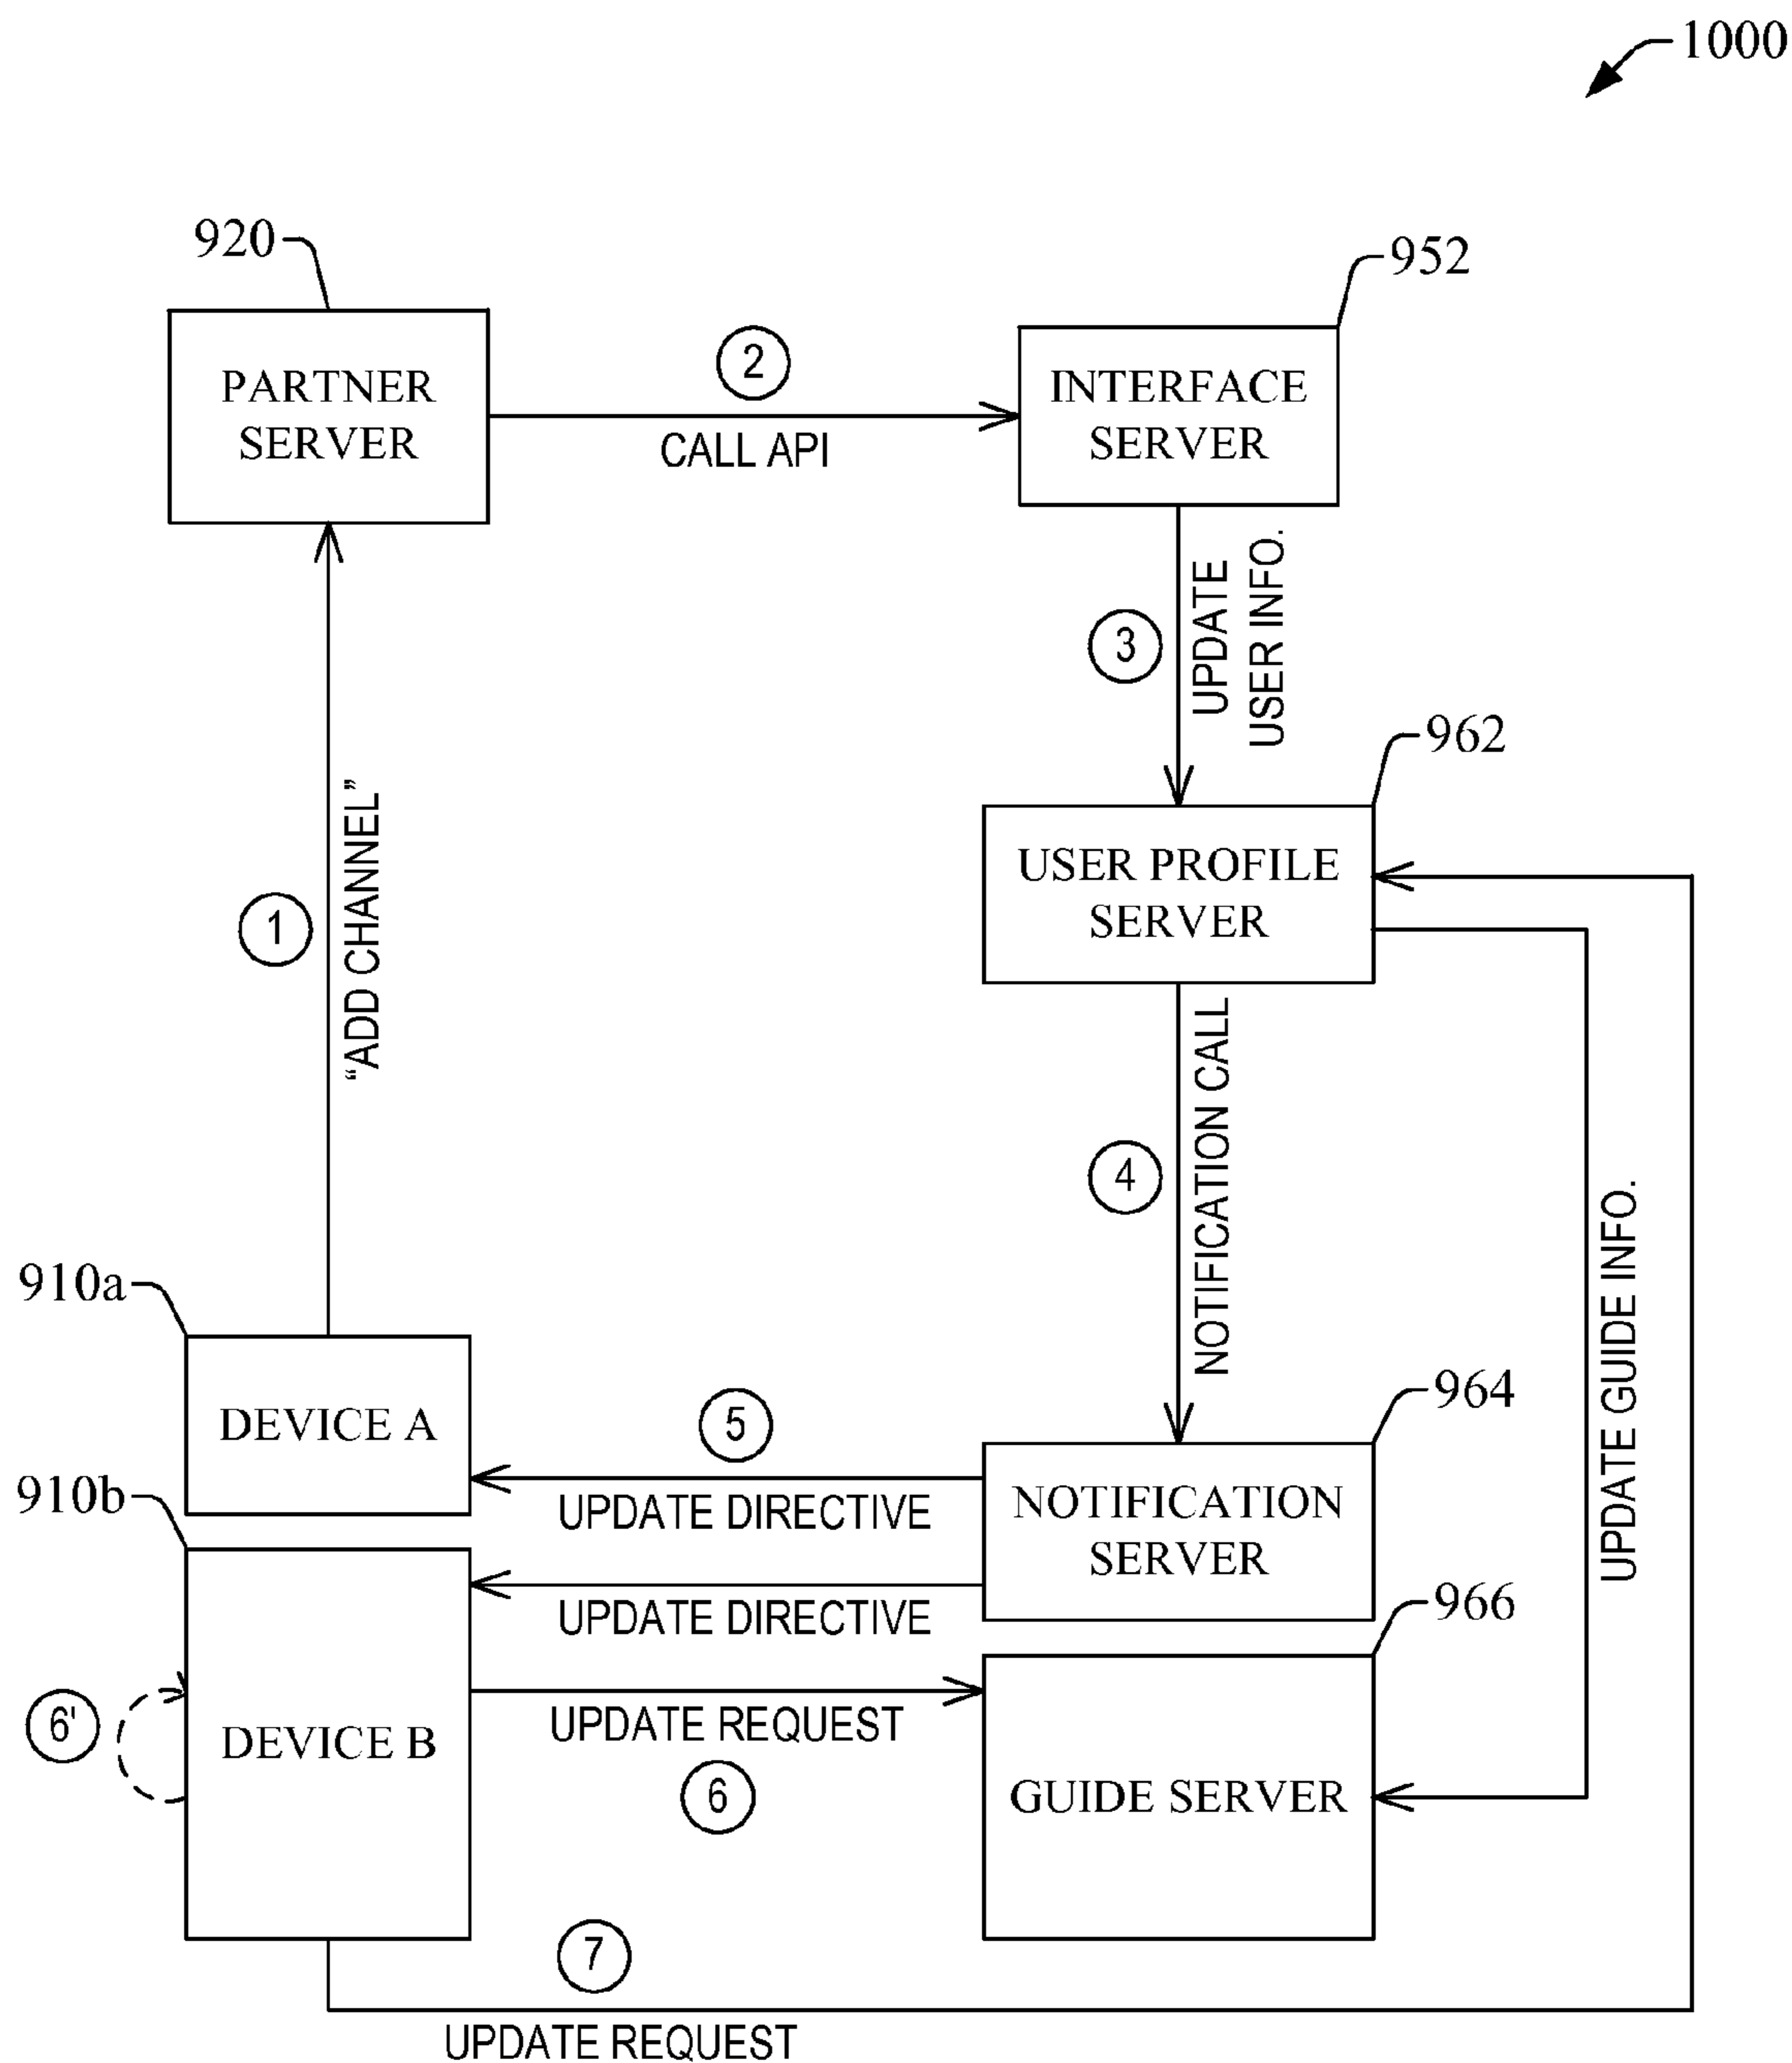 1000
920
952
PARTNER
SERVER
2
CALL API
INTERFACE
SERVER
3
UPDATE
USER INFO.
962
USER PROFILE
SERVER
1
“ADD CHANNEL”
4
NOTIFICATION CALL
UPDATE GUIDE INFO.
910a
DEVICE A
5
UPDATE DIRECTIVE
964
NOTIFICATION
SERVER
910b
UPDATE DIRECTIVE
966
6'
DEVICE B
UPDATE REQUEST
6
GUIDE SERVER
7
UPDATE REQUEST